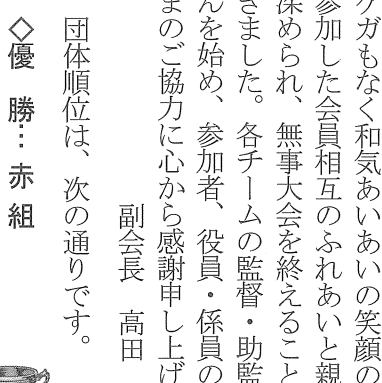 ケガもなく和気あいあいの笑顔の
参加した会員相互のふれあいと親
深められ、無事大会を終えること
きました。各チームの監督・助監
んを始め、参加者、役員・係員の
まのご協力に心から感謝申し上げ
副会長　高田
団体順位は、次の通りです。
◇優　勝…赤組